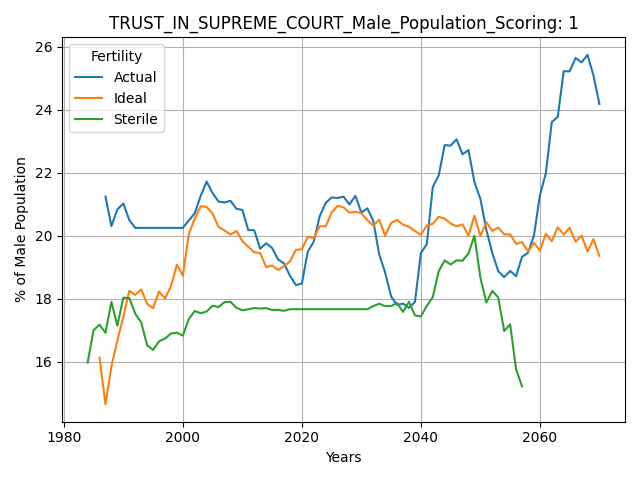 TRUST_IN_SUPREME_COURT_Male_Population_Scoring: 1
Fertility
Actual
Ideal
Sterile
% of Male Population
26
24
22
20
18
16
1980
2000
2020
2040
2060
Years